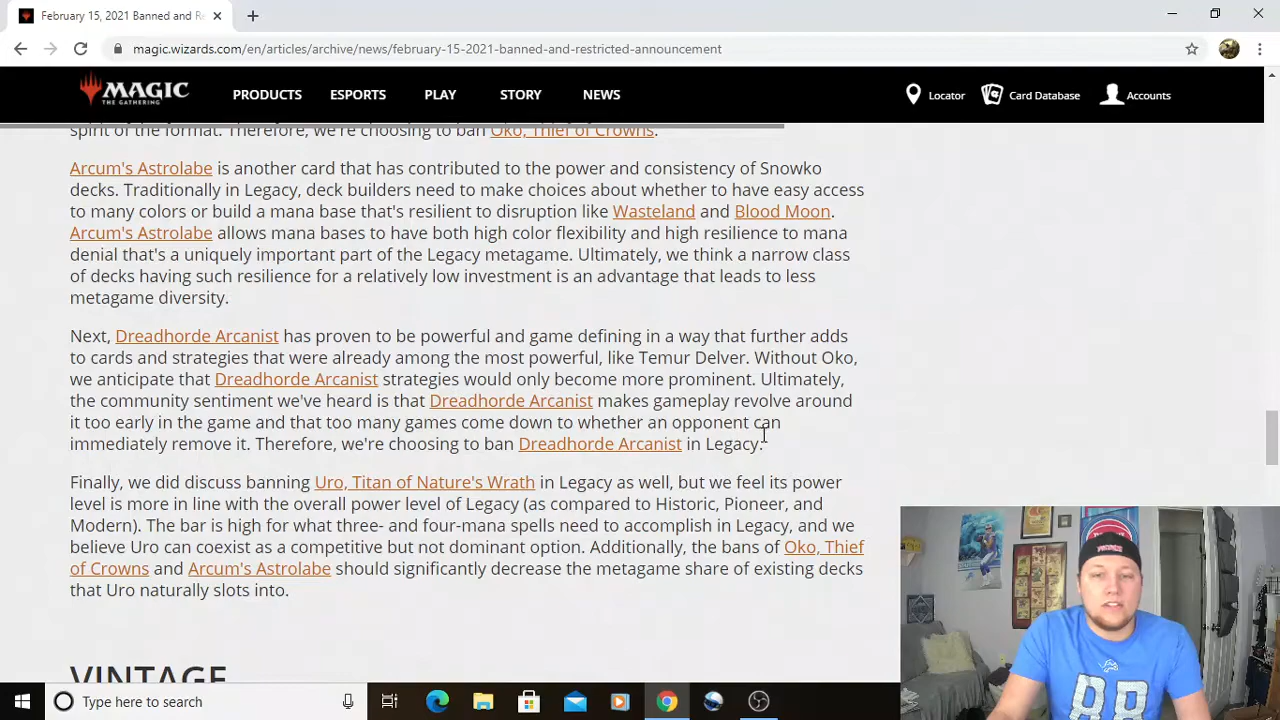 February 15, 2021 Banned and Re
magic.wizards.com/en/articles/archive/news/february-15-2021-banned-and-restricted-announcement
MAGIC
THE GATHERING
PRODUCTS ESPORTS PLAY STORY NEWS Locator Card Database Accounts
spirit of the format. Therefore, we're choosing to ban Oko, Thief of Crowns.
Arcum's Astrolabe is another card that has contributed to the power and consistency of Snowko
decks. Traditionally in Legacy, deck builders need to make choices about whether to have easy access
to many colors or build a mana base that's resilient to disruption like Wasteland and Blood Moon.
Arcum's Astrolabe allows mana bases to have both high color flexibility and high resilience to mana
denial that's a uniquely important part of the Legacy metagame. Ultimately, we think a narrow class
of decks having such resilience for a relatively low investment is an advantage that leads to less
metagame diversity.
Next, Dreadhorde Arcanist has proven to be powerful and game defining in a way that further adds
to cards and strategies that were already among the most powerful, like Temur Delver. Without Oko,
we anticipate that Dreadhorde Arcanist strategies would only become more prominent. Ultimately,
the community sentiment we've heard is that Dreadhorde Arcanist makes gameplay revolve around
it too early in the game and that too many games come down to whether an opponent can
immediately remove it. Therefore, we're choosing to ban Dreadhorde Arcanist in Legacy.
Finally, we did discuss banning Uro, Titan of Nature's Wrath in Legacy as well, but we feel its power
level is more in line with the overall power level of Legacy (as compared to Historic, Pioneer, and
Modern). The bar is high for what three- and four-mana spells need to accomplish in Legacy, and we
believe Uro can coexist as a competitive but not dominant option. Additionally, the bans of Oko, Thief
of Crowns and Arcum's Astrolabe should significantly decrease the metagame share of existing decks
that Uro naturally slots into.
VINTAGE
88
Type here to search